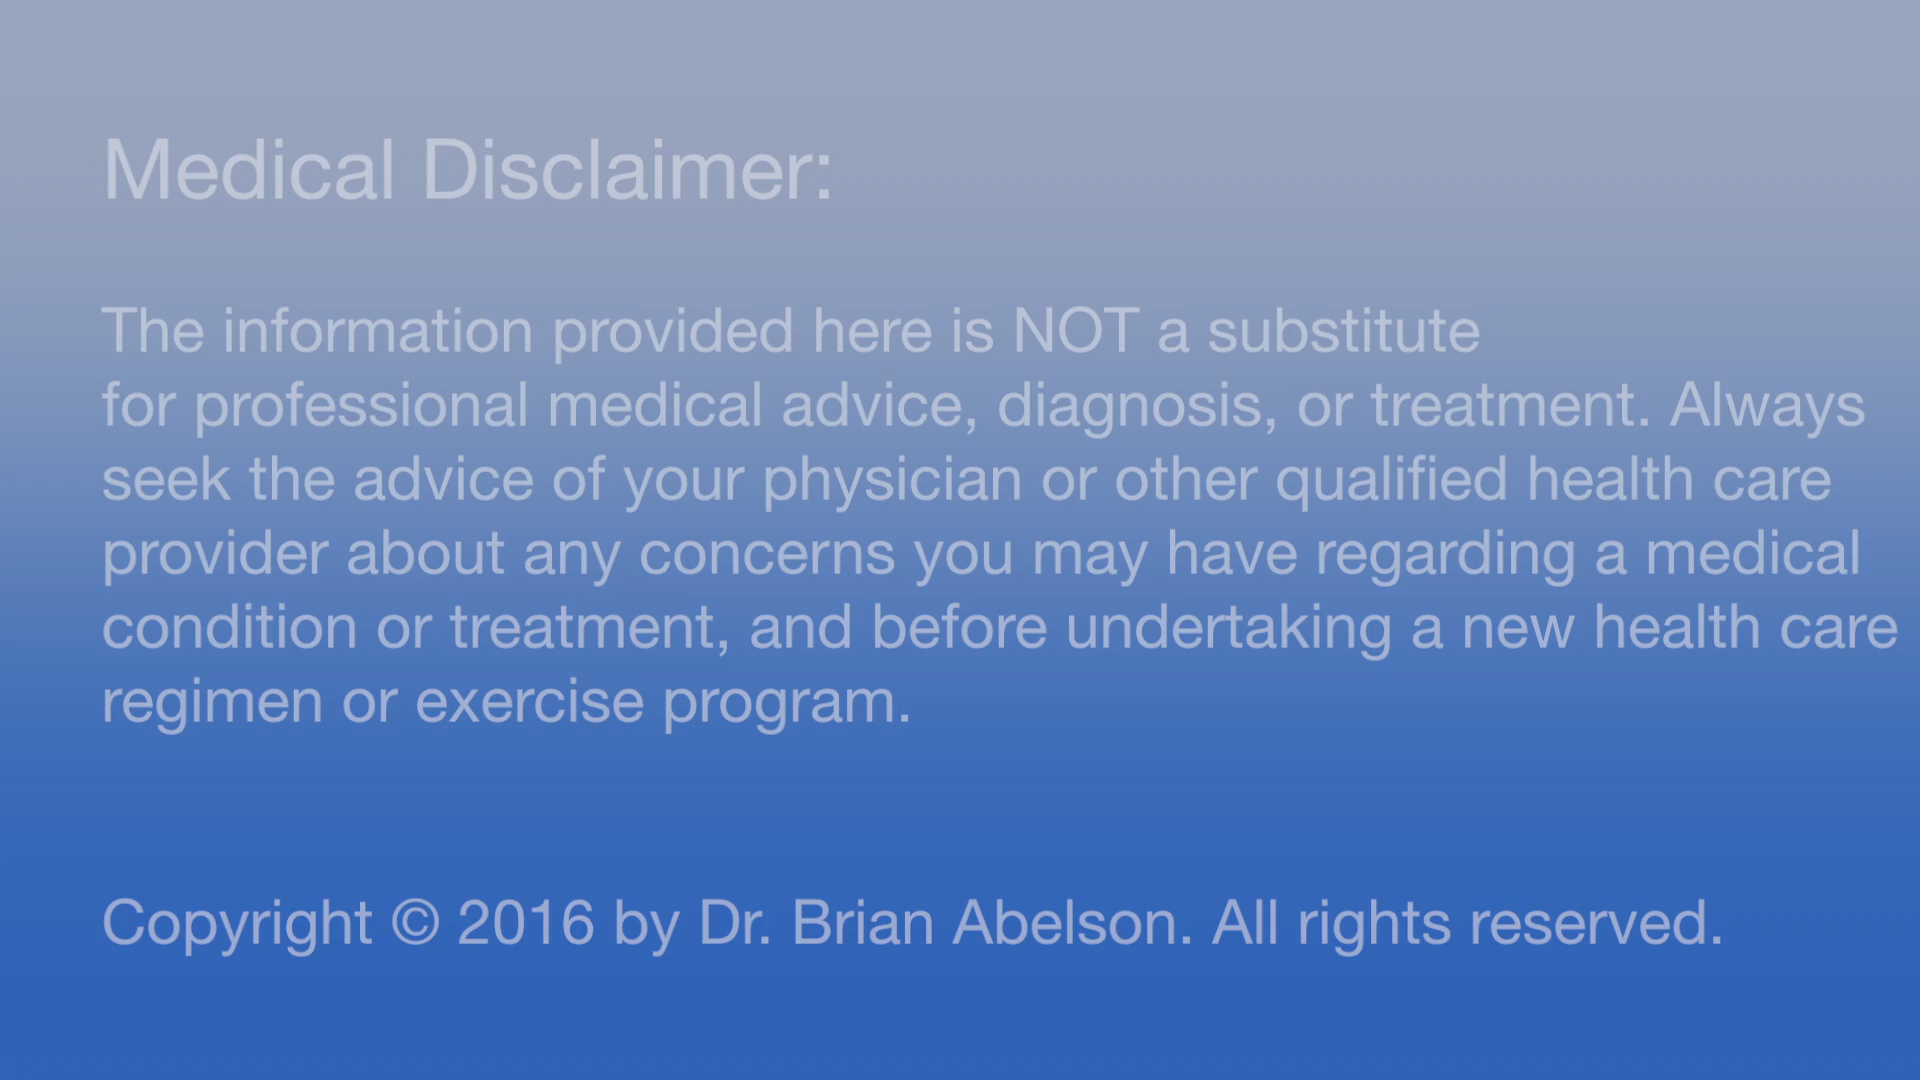 Medical Disclaimer:
The information provided here is NOT a substitute
for professional medical advice, diagnosis, or treatment. Always
seek the advice of your physician or other qualified health care
provider about any concerns you may have regarding a medical
condition or treatment, and before undertaking a new health care
regimen or exercise program.
Copyright © 2016 by Dr. Brian Abelson. All rights reserved.